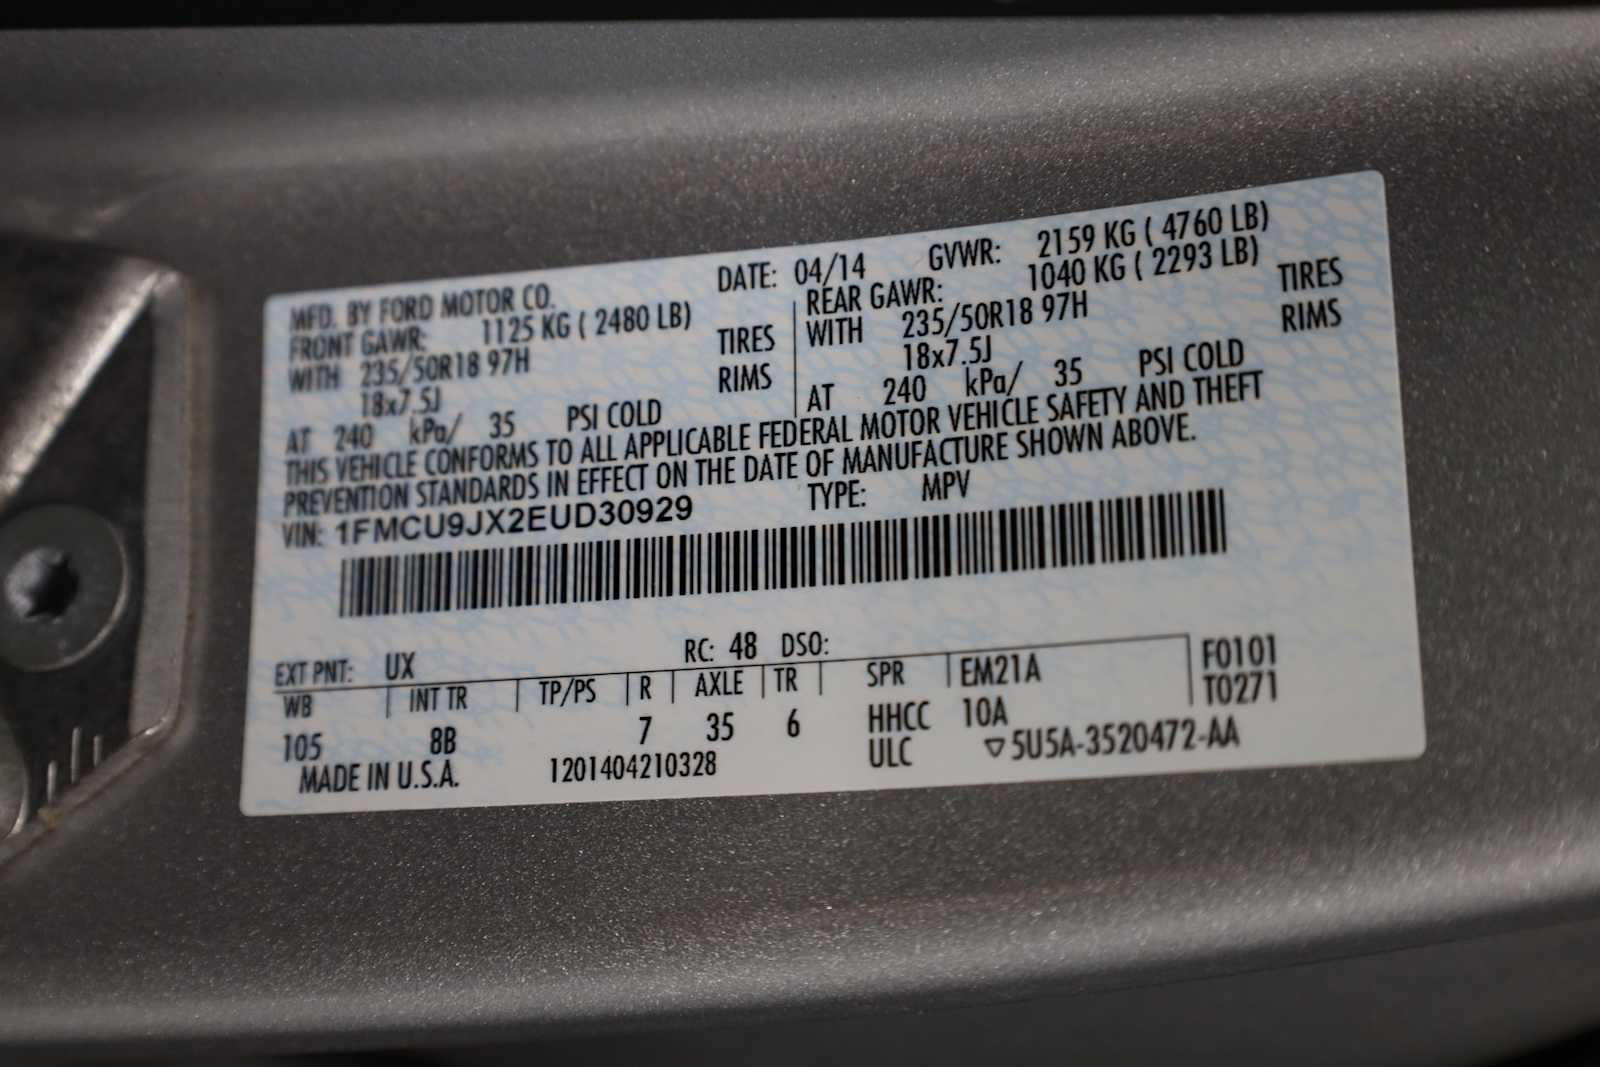 MFD. BY FORD MOTOR CO. DATE: 04/14 GVWR: 2159 KG ( 4760 LB)
FRONT GAWR: 1125 KG ( 2480 LB) REAR GAWR: 1040 KG ( 2293 LB)
WITH 235/50R18 97H TIRES WITH 235/50R18 97H TIRES
18x7.5J RIMS 18x7.5J RIMS
AT 240 kPa/ 35 PSI COLD AT 240 kPa/ 35 PSI COLD
THIS VEHICLE CONFORMS TO ALL APPLICABLE FEDERAL MOTOR VEHICLE SAFETY AND THEFT
PREVENTION STANDARDS IN EFFECT ON THE DATE OF MANUFACTURE SHOWN ABOVE.
VIN: 1FMCU9JX2EUD30929 TYPE: MPV
EXT PNT: UX RC: 48 DSO:
WB INT TR TP/PS R AXLE TR SPR EM21A F0101
105 8B 7 35 6 HHCC 10A T0271
MADE IN U.S.A. 1201404210328 ULC ▽5U5A-3520472-AA